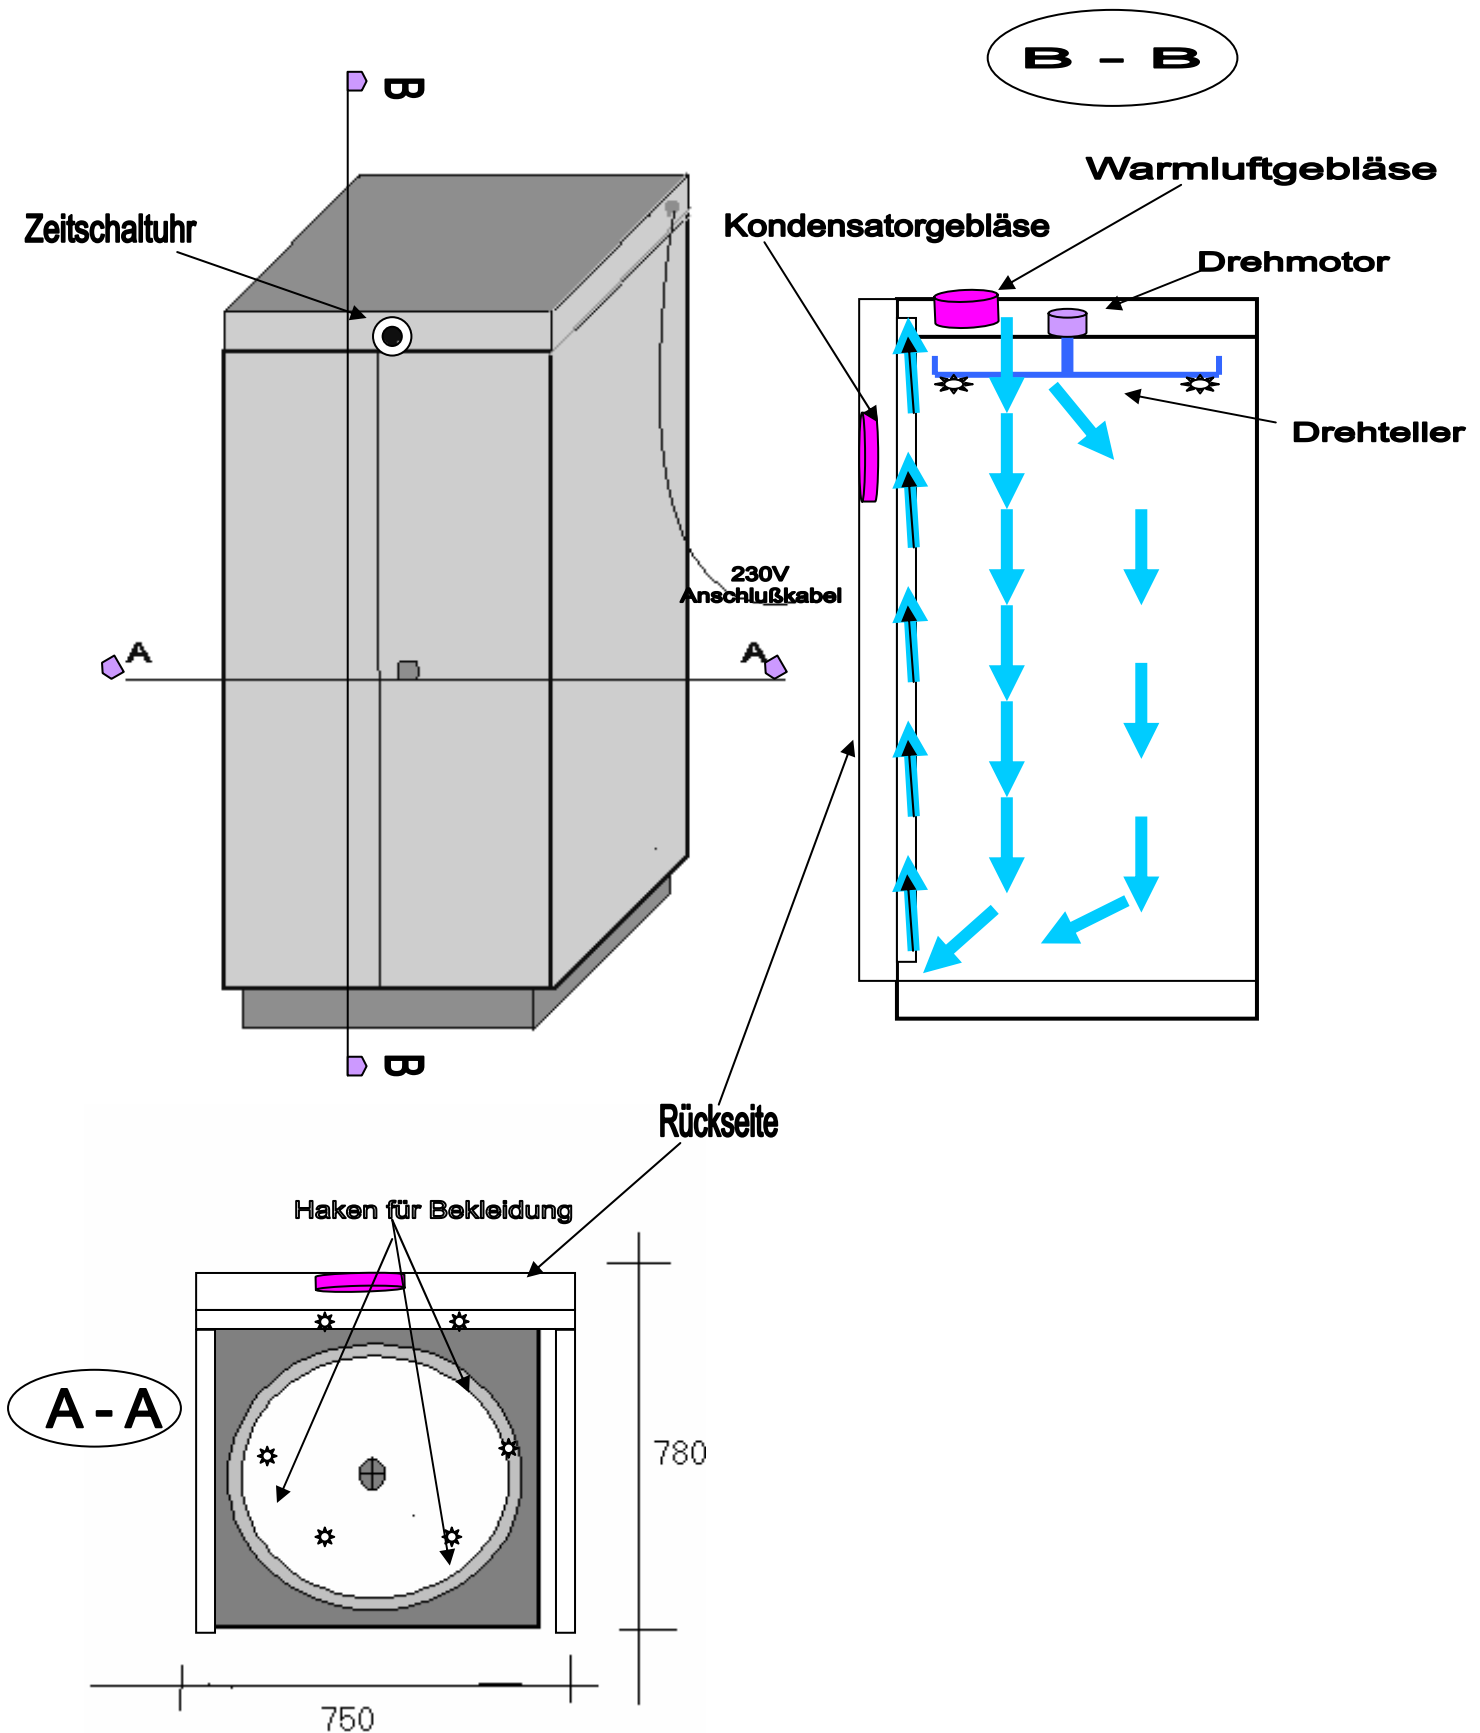 B - B
B
Warmluftgebläse
Zeitschaltuhr
Kondensatorgebläse
Drehmotor
Drehteller
230V
Anschlußkabel
A
A
B
Rückseite
Haken für Bekleidung
A - A
780
750